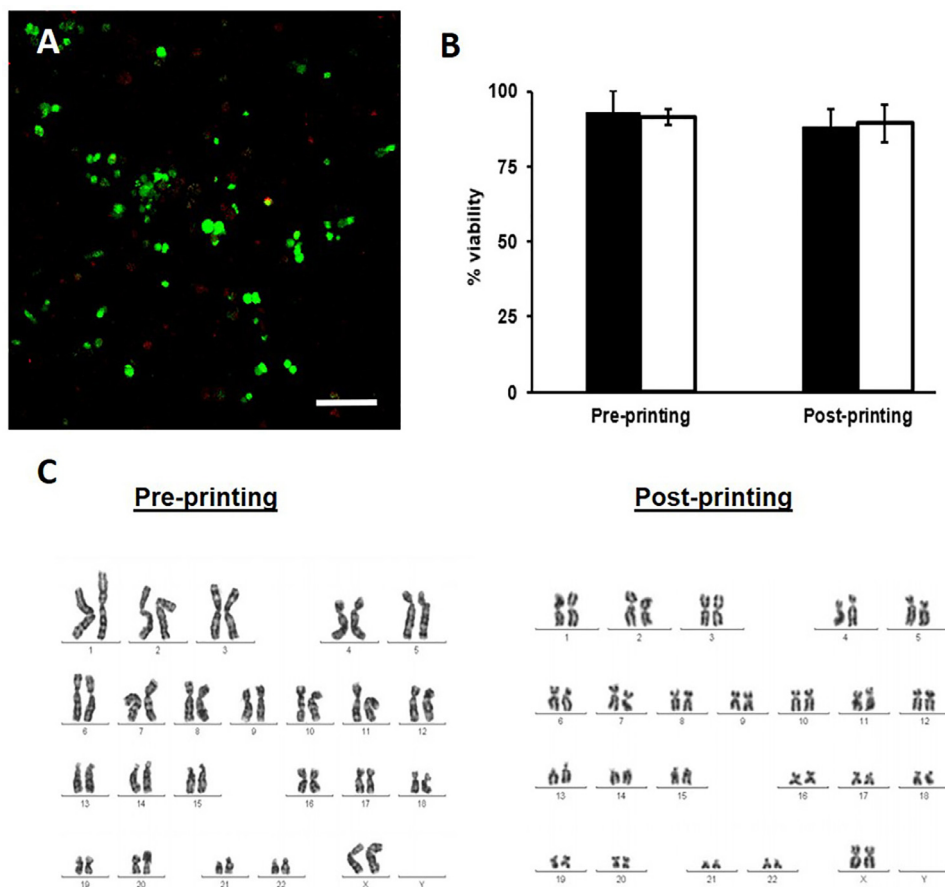 A
B
100
75
50
25
0
% viability
Pre-printing Post-printing
C
Pre-printing
1 2 3 4 5
6 7 8 9 10 11 12
13 14 15 16 17 18
19 20 21 22 X Y
Post-printing
1 2 3 4 5
6 7 8 9 10 11 12
13 14 15 16 17 18
19 20 21 22 X Y